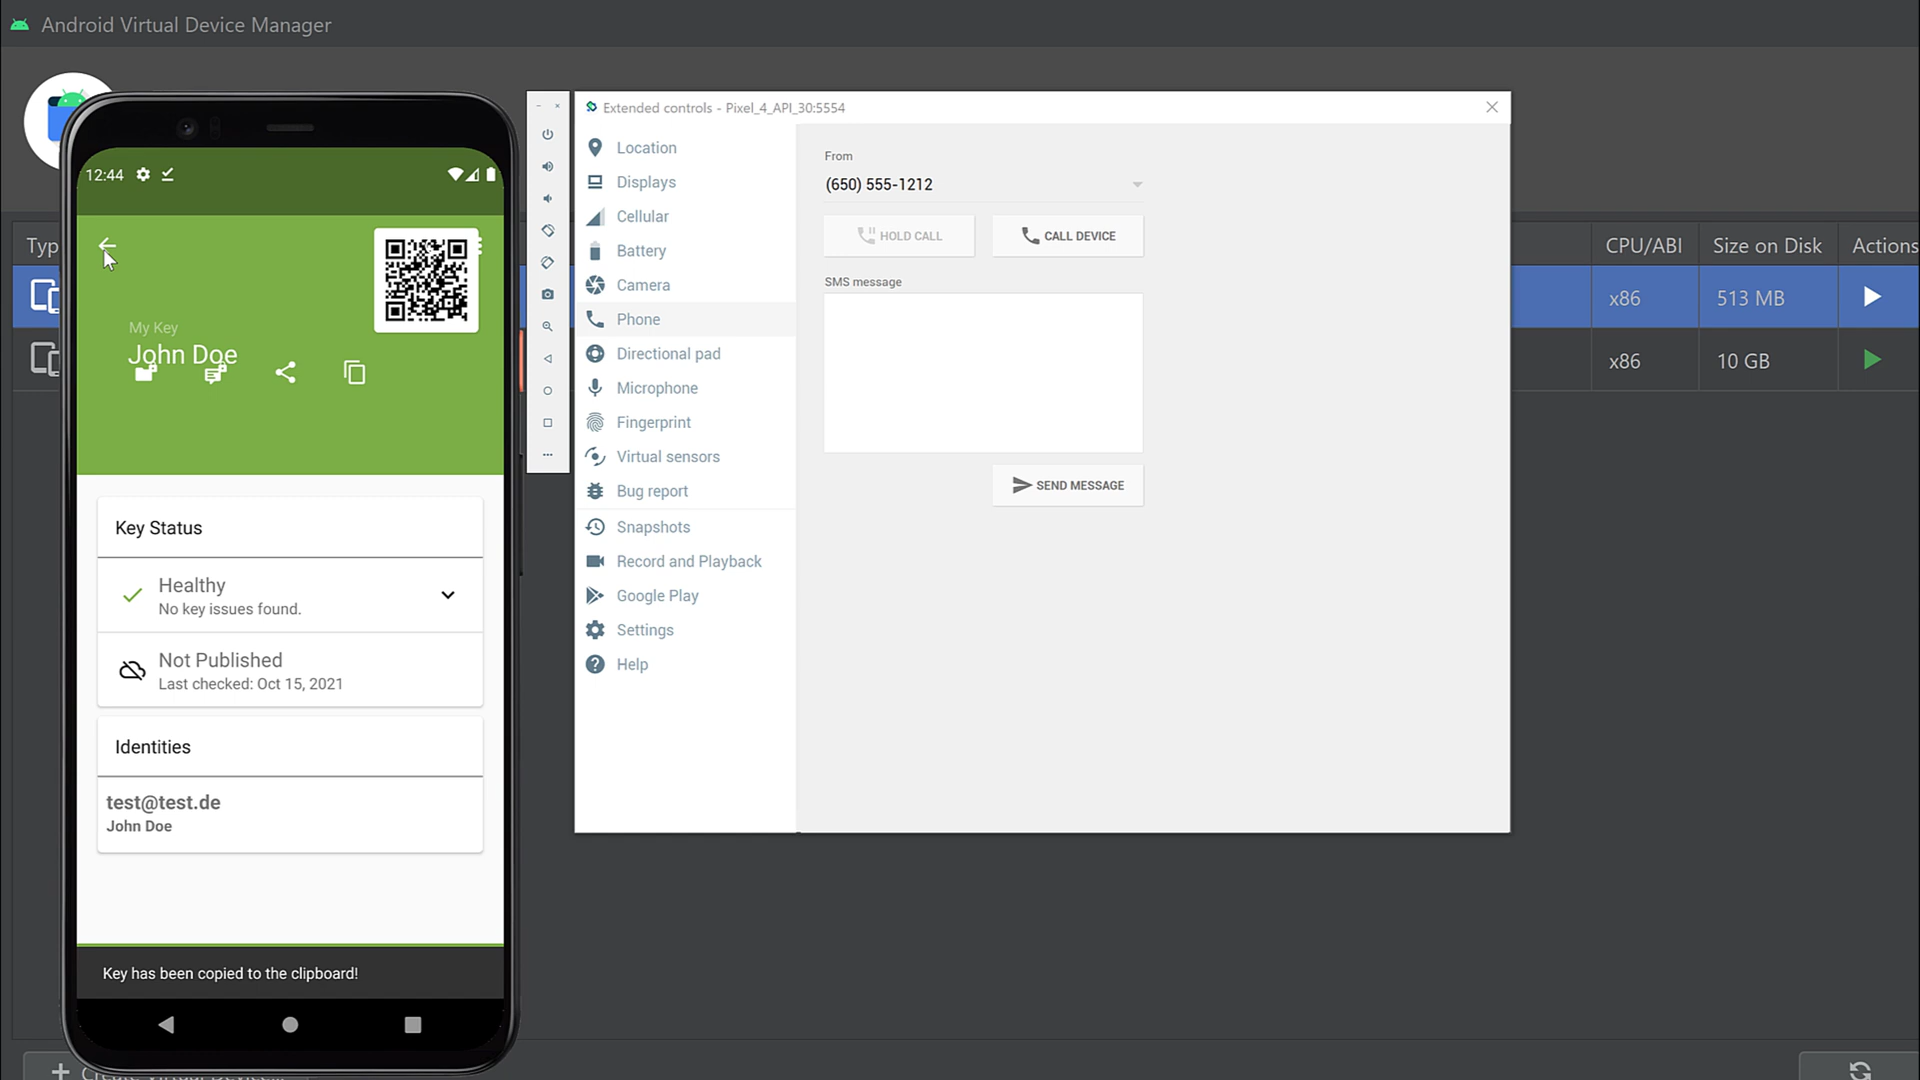 Android Virtual Device Manager
12:44
My Key
John Doe
Key Status
Healthy
No key issues found.
Not Published
Last checked: Oct 15, 2021
Identities
test@test.de
John Doe
Key has been copied to the clipboard!
Extended controls - Pixel_4_API_30:5554
Location
Displays
Cellular
Battery
Camera
Phone
Directional pad
Microphone
Fingerprint
Virtual sensors
Bug report
Snapshots
Record and Playback
Google Play
Settings
Help
From
(650) 555-1212
HOLD CALL
CALL DEVICE
SMS message
SEND MESSAGE
Typ
CPU/ABI
Size on Disk
Actions
x86
513 MB
x86
10 GB
Create Virtual Device...